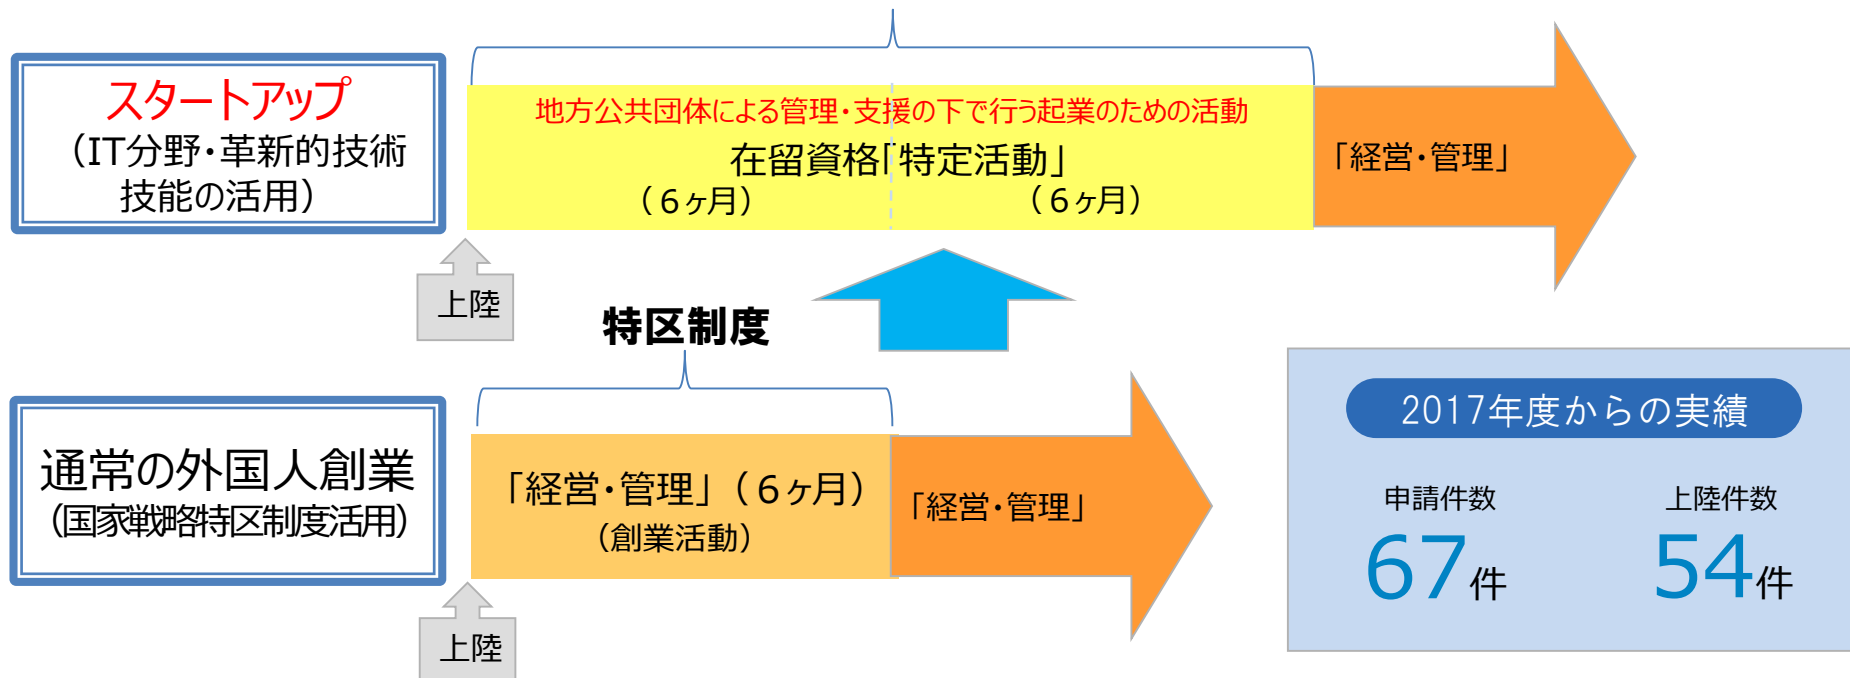 スタートアップ
（IT分野・革新的技術
技能の活用）
地方公共団体による管理・支援の下で行う起業のための活動
在留資格「特定活動」
（６ヶ月）
（６ヶ月）
「経営・管理」
上陸
特区制度
通常の外国人創業
（国家戦略特区制度活用）
「経営・管理」（６ヶ月）
（創業活動）
「経営・管理」
上陸
2017年度からの実績
申請件数
上陸件数
67件
54件